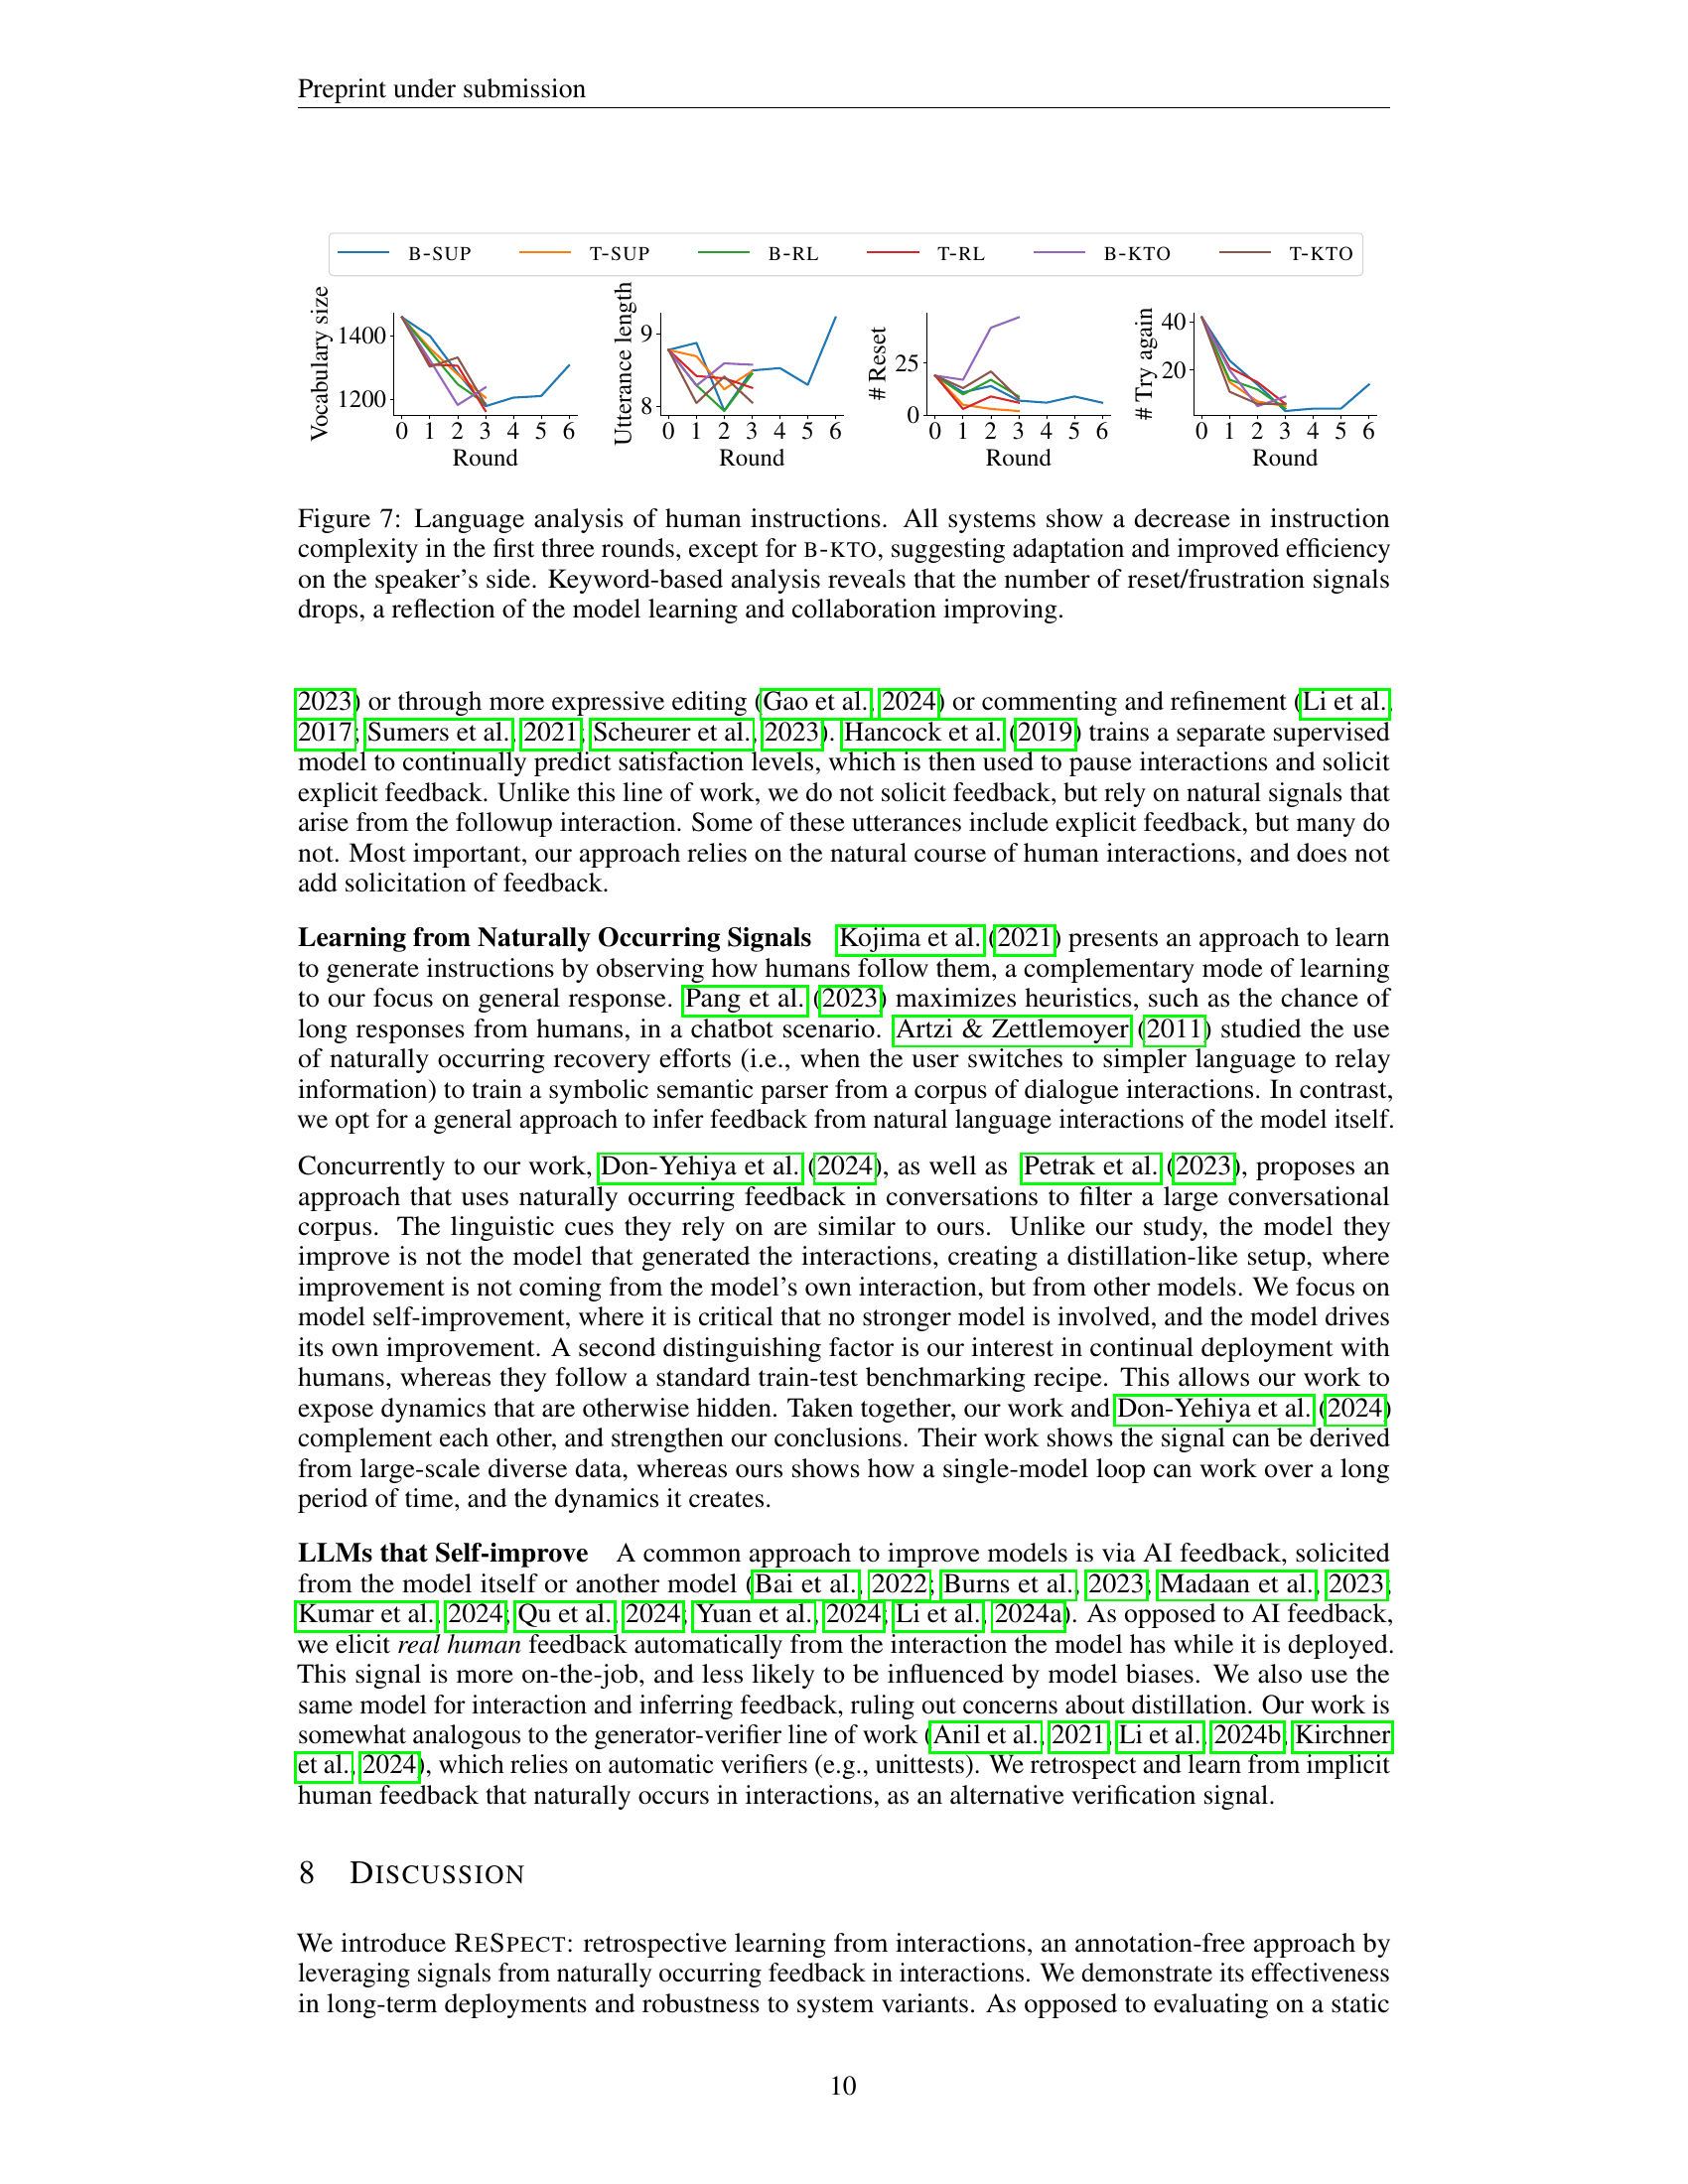 Preprint under submission
B-SUP T-SUP B-RL T-RL B-KTO T-KTO
Vocabulary size
1400
1200
0 1 2 3 4 5 6
Round
Utterance length
9
8
0 1 2 3 4 5 6
Round
# Reset
25
0
0 1 2 3 4 5 6
Round
# Try again
40
20
0 1 2 3 4 5 6
Round
Figure 7: Language analysis of human instructions. All systems show a decrease in instruction
complexity in the first three rounds, except for B-KTO, suggesting adaptation and improved efficiency
on the speaker's side. Keyword-based analysis reveals that the number of reset/frustration signals
drops, a reflection of the model learning and collaboration improving.
2023) or through more expressive editing (Gao et al., 2024) or commenting and refinement (Li et al.,
2017; Sumers et al., 2021; Scheurer et al., 2023). Hancock et al. (2019) trains a separate supervised
model to continually predict satisfaction levels, which is then used to pause interactions and solicit
explicit feedback. Unlike this line of work, we do not solicit feedback, but rely on natural signals that
arise from the followup interaction. Some of these utterances include explicit feedback, but many do
not. Most important, our approach relies on the natural course of human interactions, and does not
add solicitation of feedback.
Learning from Naturally Occurring Signals Kojima et al. (2021) presents an approach to learn
to generate instructions by observing how humans follow them, a complementary mode of learning
to our focus on general response. Pang et al. (2023) maximizes heuristics, such as the chance of
long responses from humans, in a chatbot scenario. Artzi & Zettlemoyer (2011) studied the use
of naturally occurring recovery efforts (i.e., when the user switches to simpler language to relay
information) to train a symbolic semantic parser from a corpus of dialogue interactions. In contrast,
we opt for a general approach to infer feedback from natural language interactions of the model itself.
Concurrently to our work, Don-Yehiya et al. (2024), as well as Petrak et al. (2023), proposes an
approach that uses naturally occurring feedback in conversations to filter a large conversational
corpus. The linguistic cues they rely on are similar to ours. Unlike our study, the model they
improve is not the model that generated the interactions, creating a distillation-like setup, where
improvement is not coming from the model's own interaction, but from other models. We focus on
model self-improvement, where it is critical that no stronger model is involved, and the model drives
its own improvement. A second distinguishing factor is our interest in continual deployment with
humans, whereas they follow a standard train-test benchmarking recipe. This allows our work to
expose dynamics that are otherwise hidden. Taken together, our work and Don-Yehiya et al. (2024)
complement each other, and strengthen our conclusions. Their work shows the signal can be derived
from large-scale diverse data, whereas ours shows how a single-model loop can work over a long
period of time, and the dynamics it creates.
LLMs that Self-improve A common approach to improve models is via AI feedback, solicited
from the model itself or another model (Bai et al., 2022; Burns et al., 2023; Madaan et al., 2023;
Kumar et al., 2024; Qu et al., 2024; Yuan et al., 2024; Li et al., 2024a). As opposed to AI feedback,
we elicit real human feedback automatically from the interaction the model has while it is deployed.
This signal is more on-the-job, and less likely to be influenced by model biases. We also use the
same model for interaction and inferring feedback, ruling out concerns about distillation. Our work is
somewhat analogous to the generator-verifier line of work (Anil et al., 2021; Li et al., 2024b; Kirchner
et al., 2024), which relies on automatic verifiers (e.g., unittests). We retrospect and learn from implicit
human feedback that naturally occurs in interactions, as an alternative verification signal.
8 DISCUSSION
We introduce RESPECT: retrospective learning from interactions, an annotation-free approach by
leveraging signals from naturally occurring feedback in interactions. We demonstrate its effectiveness
in long-term deployments and robustness to system variants. As opposed to evaluating on a static
10